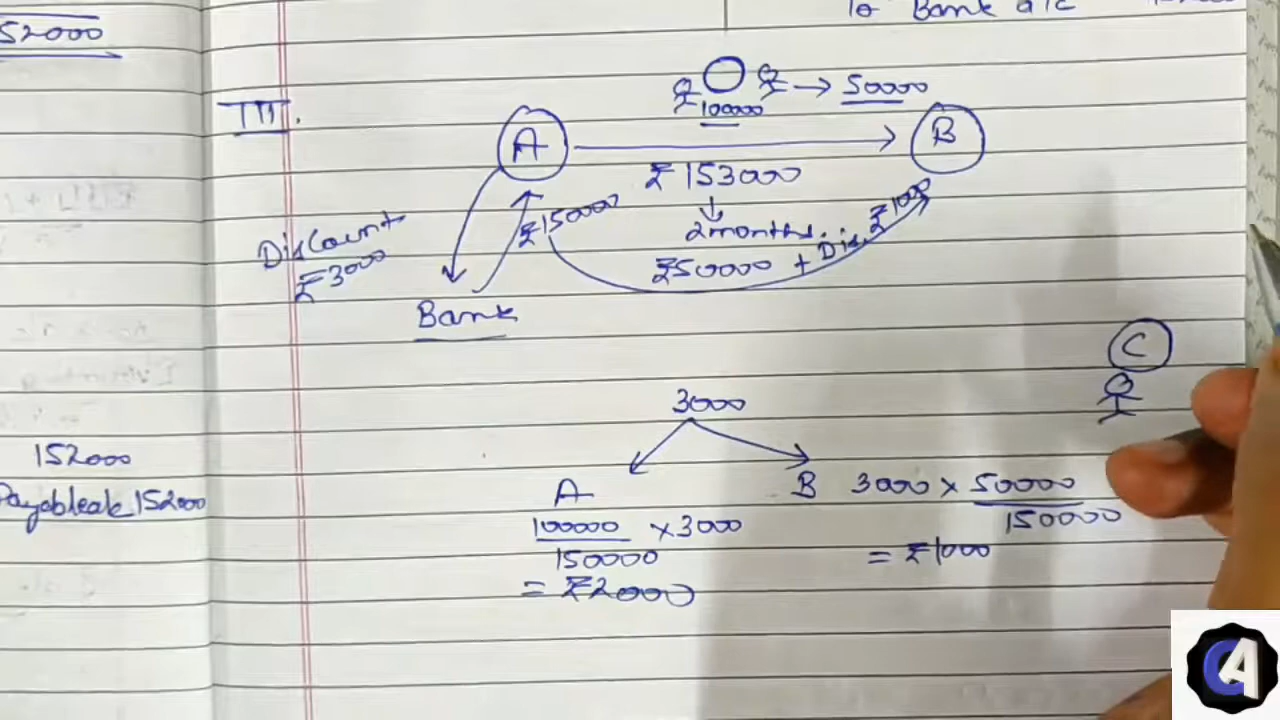 52000
To Bank a/c
III.
₹ 100000
→ 50000
A
B
₹153000
↓
2 months.
₹150000
₹50000 + Dis. ₹1000
Discount
₹3000
Bank
C
3000
152000
Payable a/c 152000
A
B 3000 × 50000
150000
100000 × 3000
150000
= ₹1000
= ₹2000
CA